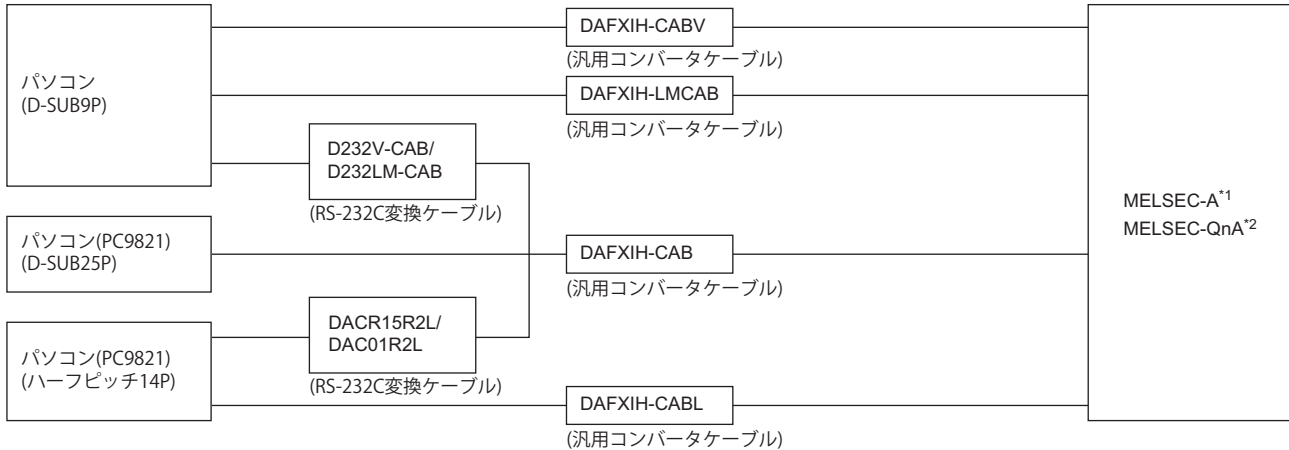 DAFXIH-CABV
(汎用コンバータケーブル)
パソコン
(D-SUB9P)
DAFXIH-LMCAB
(汎用コンバータケーブル)
D232V-CAB/
D232LM-CAB
(RS-232C変換ケーブル)
MELSEC-A*1
MELSEC-QnA*2
パソコン(PC9821)
(D-SUB25P)
DAFXIH-CAB
(汎用コンバータケーブル)
DACR15R2L/
DAC01R2L
(RS-232C変換ケーブル)
パソコン(PC9821)
(ハーフピッチ14P)
DAFXIH-CABL
(汎用コンバータケーブル)